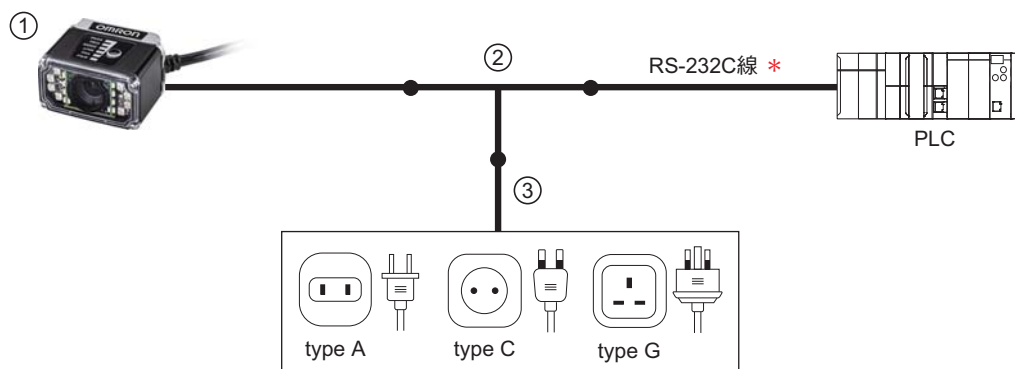 ①
OMRON
②
RS-232C線 *
PLC
③
type A
type C
type G